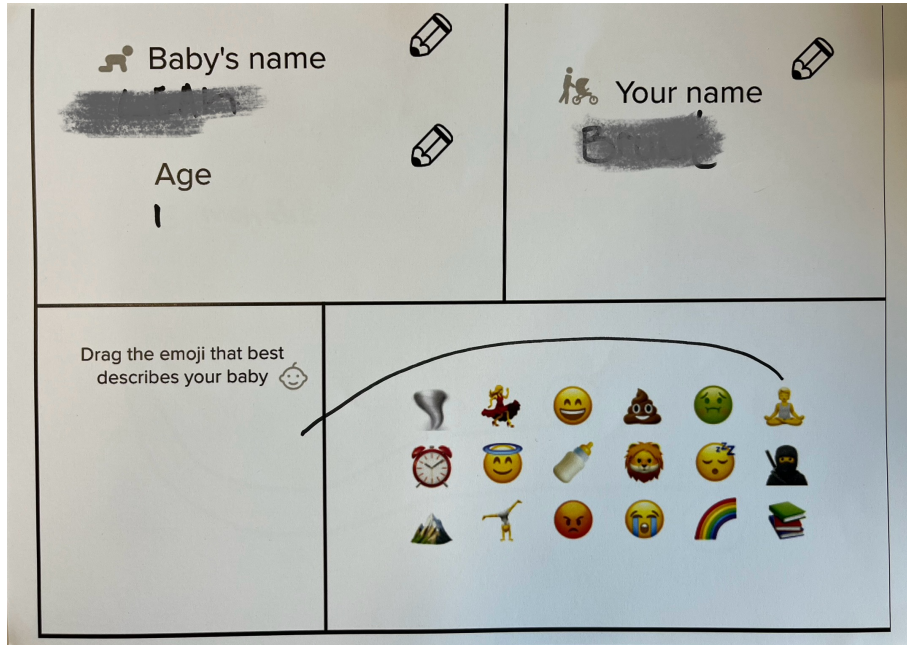 Baby's name
Your name
Age
1
Drag the emoji that best
describes your baby